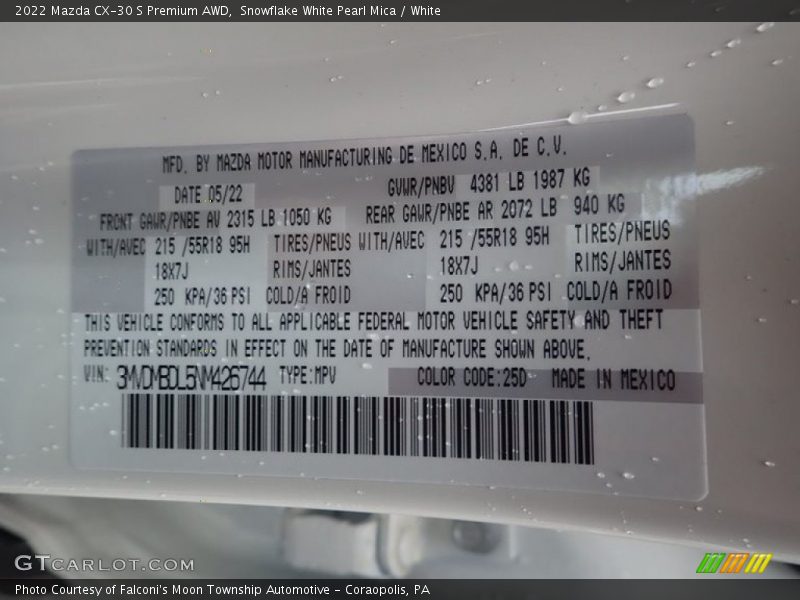 2022 Mazda CX-30 S Premium AWD, Snowflake White Pearl Mica / White
MFD. BY MAZDA MOTOR MANUFACTURING DE MEXICO S.A. DE C.V.
DATE 05/22 GVWR/PNBV 4381 LB 1987 KG
FRONT GAWR/PNBE AV 2315 LB 1050 KG REAR GAWR/PNBE AR 2072 LB 940 KG
WITH/AVEC 215 /55R18 95H TIRES/PNEUS WITH/AVEC 215 /55R18 95H TIRES/PNEUS
18X7J RIMS/JANTES 18X7J RIMS/JANTES
250 KPA/36 PSI COLD/A FROID 250 KPA/36 PSI COLD/A FROID
THIS VEHICLE CONFORMS TO ALL APPLICABLE FEDERAL MOTOR VEHICLE SAFETY AND THEFT
PREVENTION STANDARDS IN EFFECT ON THE DATE OF MANUFACTURE SHOWN ABOVE.
VIN: 3MVDMBDL5NM426744 TYPE:MPV COLOR CODE:25D MADE IN MEXICO
GTCARLOT.COM
Photo Courtesy of Falconi's Moon Township Automotive - Coraopolis, PA